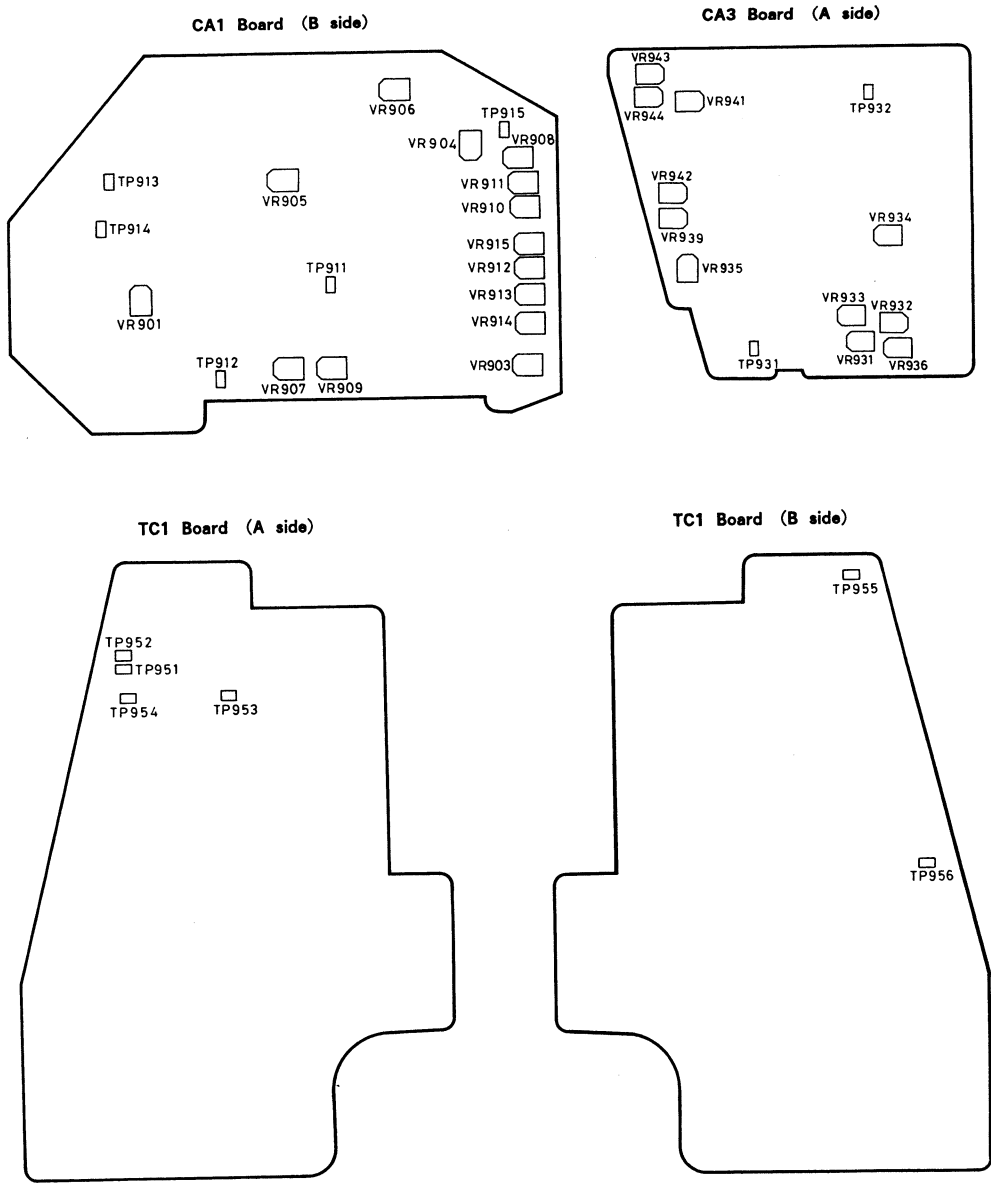 CA1 Board (B side)
VR906
TP915
VR904
VR908
TP913
VR905
VR911
VR910
TP914
VR915
TP911
VR912
VR913
VR901
VR914
TP912
VR903
VR907
VR909
CA3 Board (A side)
VR943
VR944
VR941
TP932
VR942
VR934
VR939
VR935
VR933
VR932
TP931
VR931
VR936
TC1 Board (A side)
TP952
TP951
TP954
TP953
TC1 Board (B side)
TP955
TP956